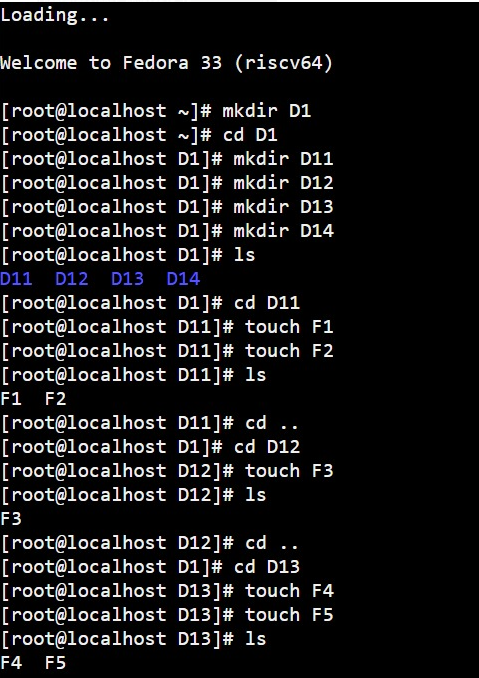 Loading...
Welcome to Fedora 33 (riscv64)
[root@localhost ~]# mkdir D1
[root@localhost ~]# cd D1
[root@localhost D1]# mkdir D11
[root@localhost D1]# mkdir D12
[root@localhost D1]# mkdir D13
[root@localhost D1]# mkdir D14
[root@localhost D1]# ls
D11  D12  D13  D14
[root@localhost D1]# cd D11
[root@localhost D11]# touch F1
[root@localhost D11]# touch F2
[root@localhost D11]# ls
F1  F2
[root@localhost D11]# cd ..
[root@localhost D1]# cd D12
[root@localhost D12]# touch F3
[root@localhost D12]# ls
F3
[root@localhost D12]# cd ..
[root@localhost D1]# cd D13
[root@localhost D13]# touch F4
[root@localhost D13]# touch F5
[root@localhost D13]# ls
F4  F5